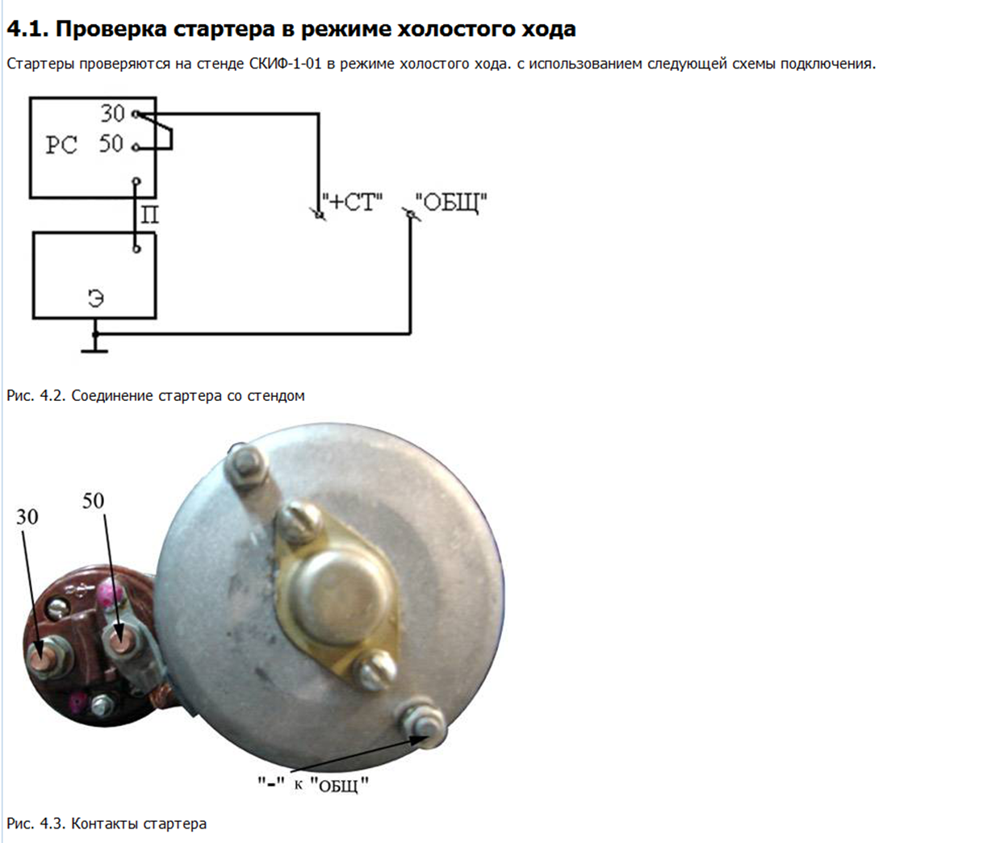 4.1. Проверка стартера в режиме холостого хода
Стартеры проверяются на стенде СКИФ-1-01 в режиме холостого хода. с использованием следующей схемы подключения.
30
РС 50
"+СТ" "ОБЩ"
П
Э
Рис. 4.2. Соединение стартера со стендом
50
30
"-" к "ОБЩ"
Рис. 4.3. Контакты стартера